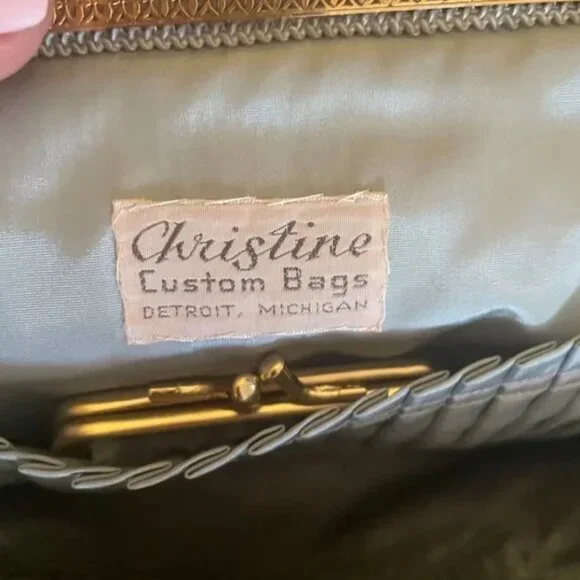 Christine
Custom Bags
DETROIT, MICHIGAN